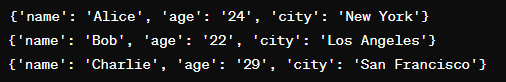 {'name': 'Alice', 'age': '24', 'city': 'New York'}
{'name': 'Bob', 'age': '22', 'city': 'Los Angeles'}
{'name': 'Charlie', 'age': '29', 'city': 'San Francisco'}